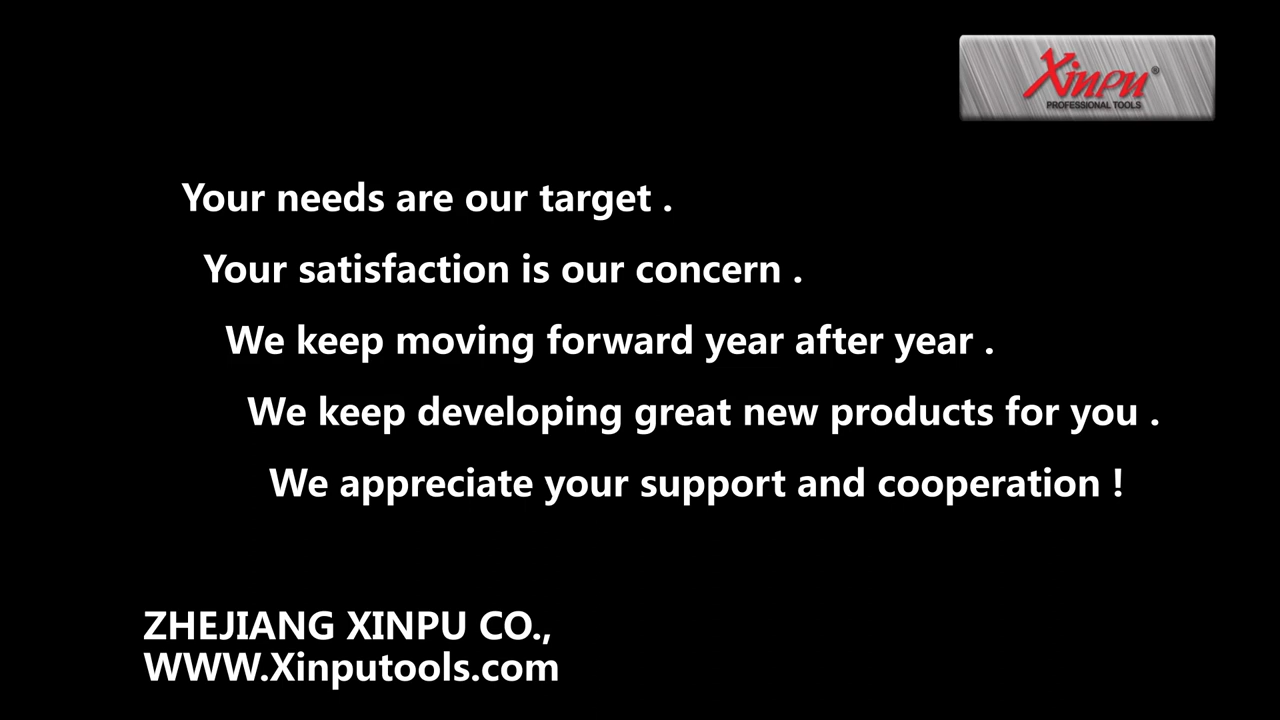 Xinpu®
PROFESSIONAL TOOLS
Your needs are our target .
Your satisfaction is our concern .
We keep moving forward year after year .
We keep developing great new products for you .
We appreciate your support and cooperation !
ZHEJIANG XINPU CO.,
WWW.Xinputools.com